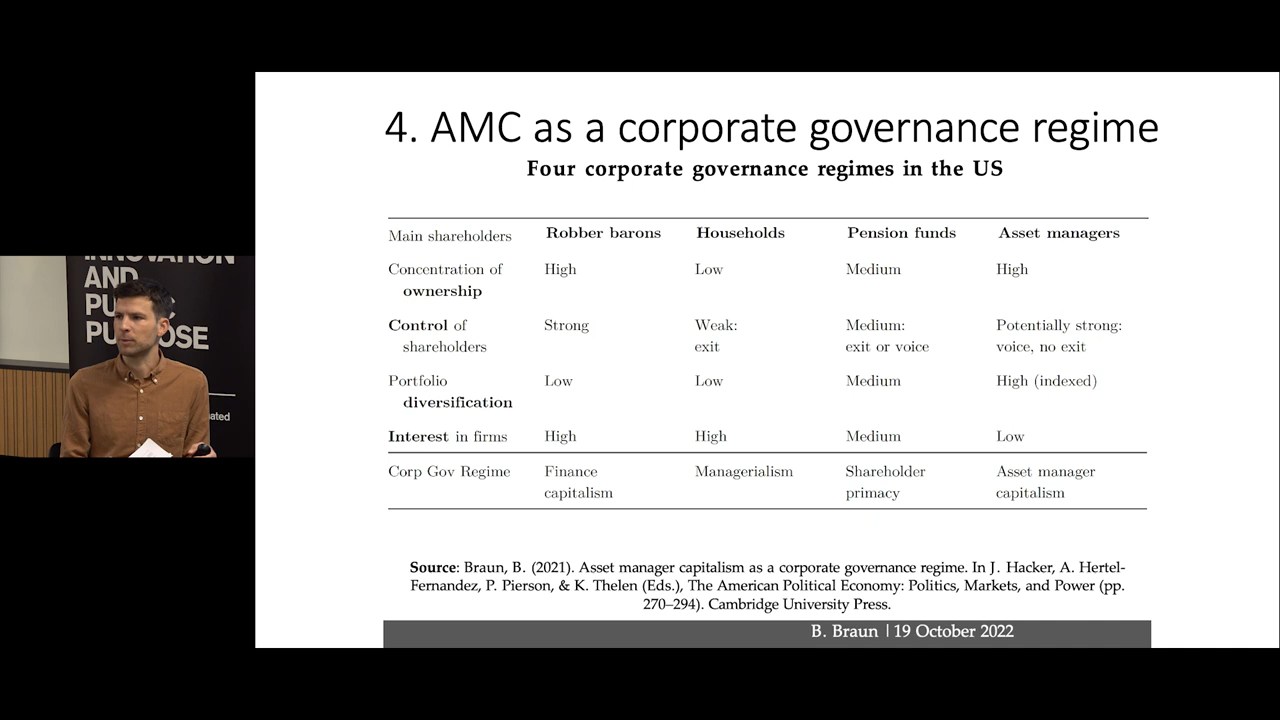 INNOVATION
AND
PURPOSE
ated
4. AMC as a corporate governance regime
Four corporate governance regimes in the US
Main shareholders Robber barons Households Pension funds Asset managers
Concentration of High Low Medium High
ownership
Control of Strong Weak: Medium: Potentially strong:
shareholders exit exit or voice voice, no exit
Portfolio Low Low Medium High (indexed)
diversification
Interest in firms High High Medium Low
Corp Gov Regime Finance Managerialism Shareholder Asset manager
capitalism primacy capitalism
Source: Braun, B. (2021). Asset manager capitalism as a corporate governance regime. In J. Hacker, A. Hertel-
Fernandez, P. Pierson, & K. Thelen (Eds.), The American Political Economy: Politics, Markets, and Power (pp.
270–294). Cambridge University Press.
B. Braun | 19 October 2022